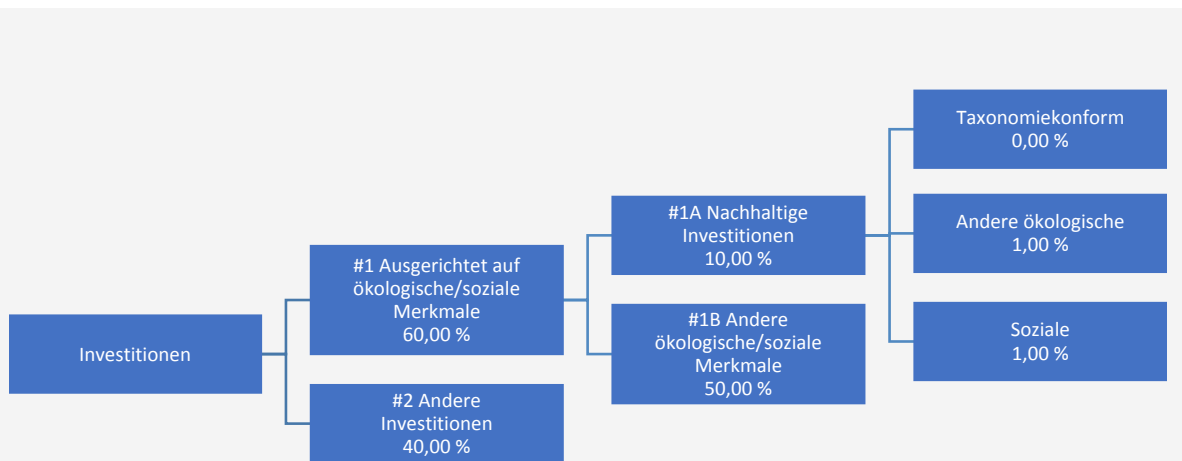 Investitionen
#1 Ausgerichtet auf
ökologische/soziale
Merkmale
60,00 %
#2 Andere
Investitionen
40,00 %
#1A Nachhaltige
Investitionen
10,00 %
#1B Andere
ökologische/soziale
Merkmale
50,00 %
Taxonomiekonform
0,00 %
Andere ökologische
1,00 %
Soziale
1,00 %